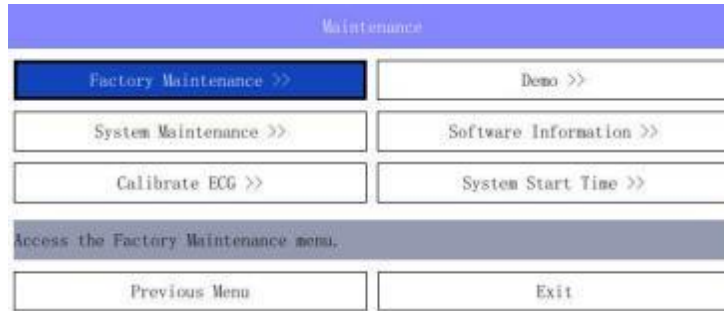 Maintenance
Factory Maintenance >>
Demo >>
System Maintenance >>
Software Information >>
Calibrate ECG >>
System Start Time >>
Access the Factory Maintenance menu.
Previous Menu
Exit